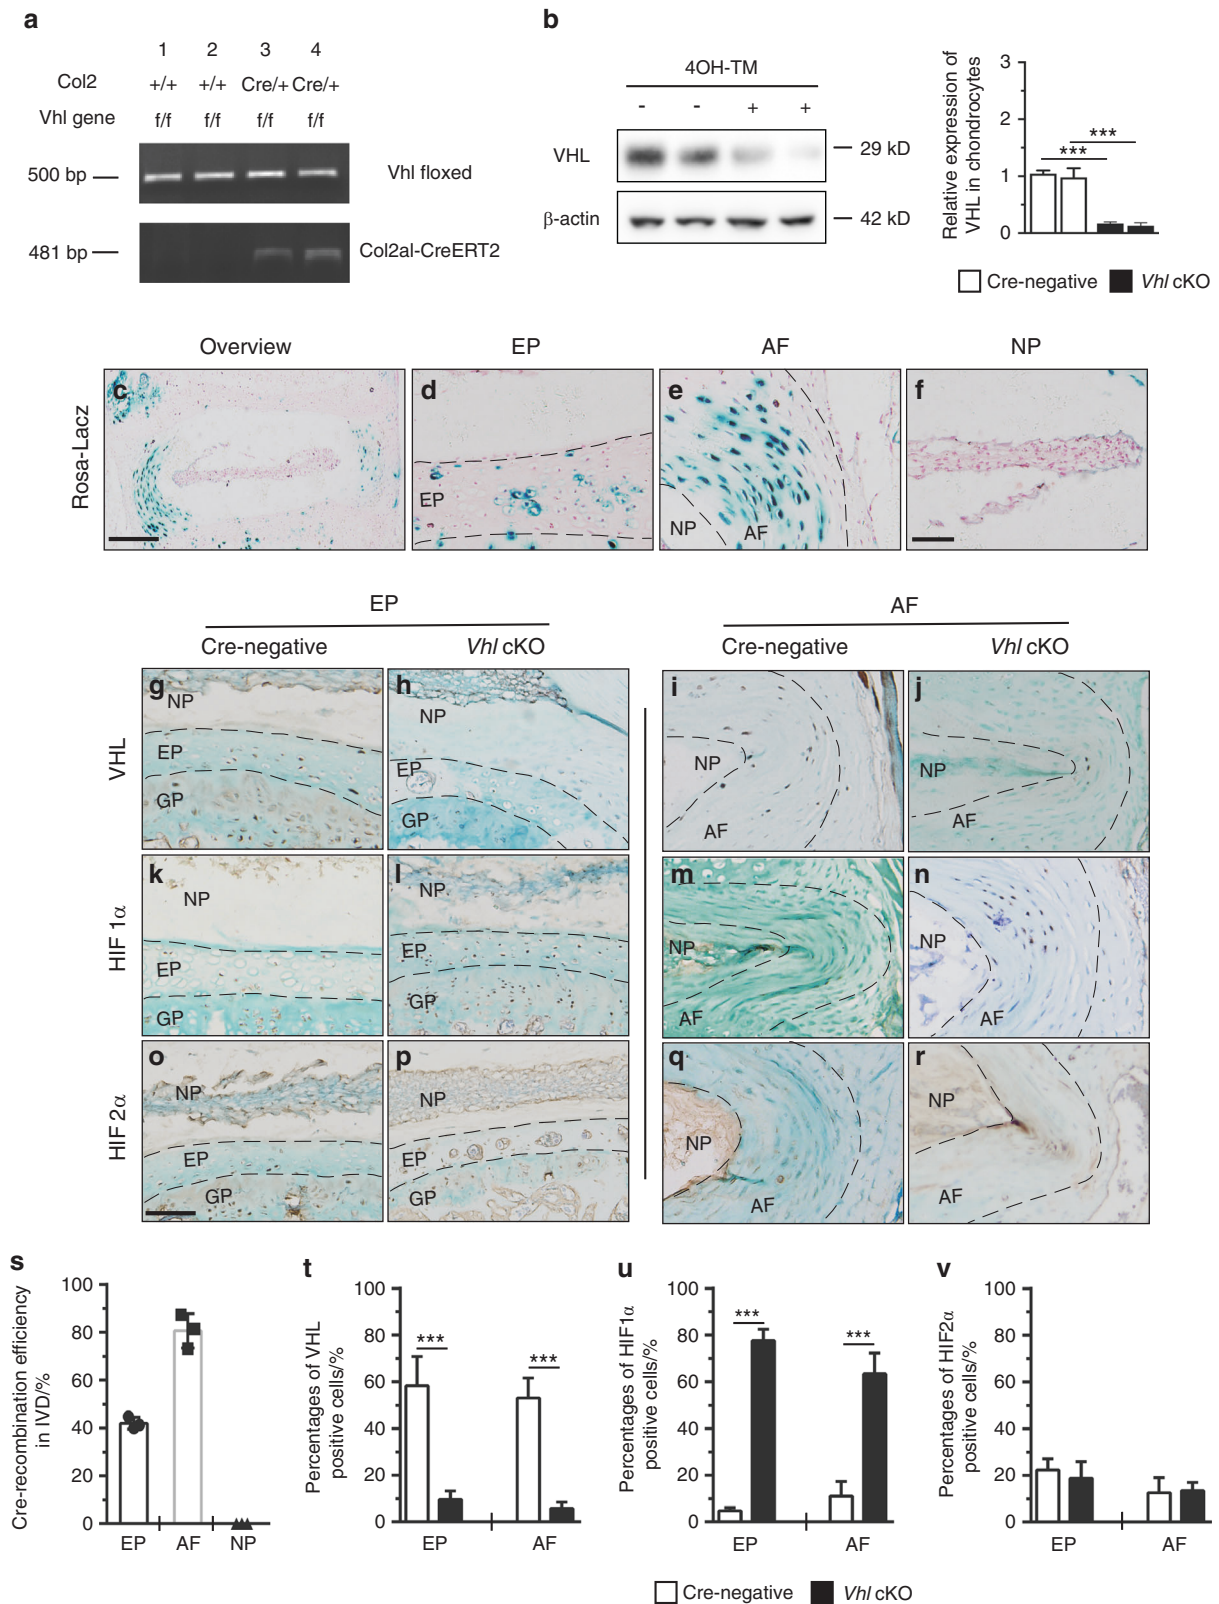 a
1 2 3 4
Col2 +/+ +/+ Cre/+ Cre/+
Vhl gene f/f f/f f/f f/f
500 bp Vhl floxed
481 bp Col2al-CreERT2
b
4OH-TM
- - + +
VHL 29 kD
β-actin 42 kD
Relative expression of
VHL in chondrocytes
3
2
1
0
***
***
Cre-negative Vhl cKO
Overview EP AF NP
Rosa-Lacz
c d e f
EP
NP AF
EP AF
Cre-negative Vhl cKO Cre-negative Vhl cKO
VHL
g NP EP GP
h NP EP GP
i NP AF
j NP AF
HIF 1α
k NP EP GP
l NP EP GP
m NP AF
n NP AF
HIF 2α
o NP EP GP
p NP EP GP
q NP AF
r NP AF
s
Cre-recombination efficiency
in IVD/%
100
80
60
40
20
0
EP AF NP
t
Percentages of VHL
positive cells/%
100
80
60
40
20
0
***
***
EP AF
u
Percentages of HIF1α
positive cells/%
100
80
60
40
20
0
***
***
EP AF
v
Percentages of HIF2α
positive cells/%
100
80
60
40
20
0
EP AF
Cre-negative Vhl cKO